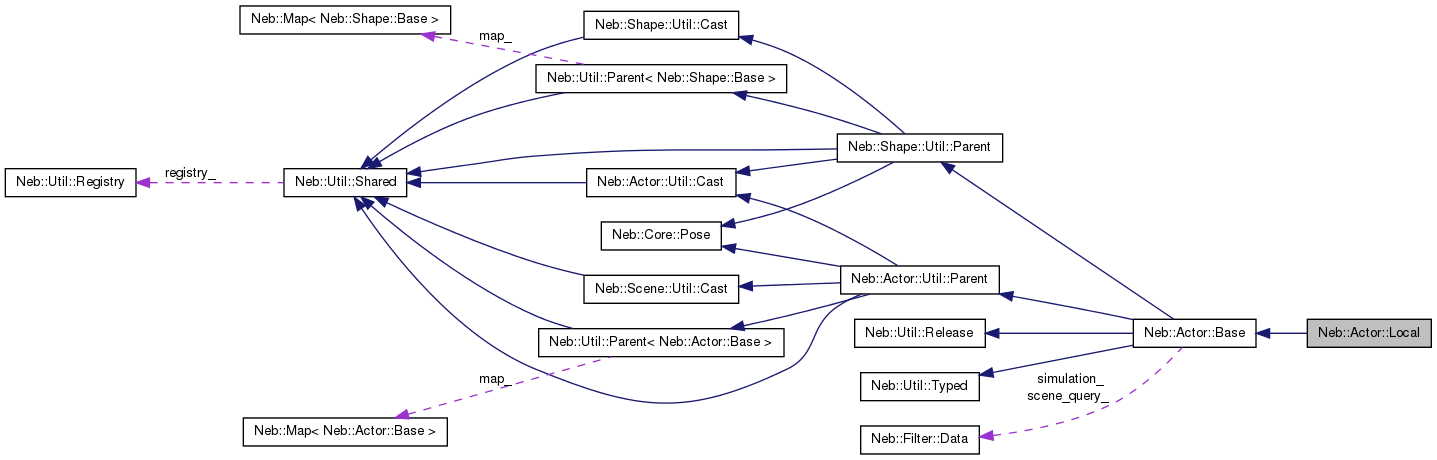 Neb::Map< Neb::Shape::Base >
map_
Neb::Shape::Util::Cast
Neb::Util::Parent< Neb::Shape::Base >
Neb::Shape::Util::Parent
Neb::Util::Registry
registry_
Neb::Util::Shared
Neb::Actor::Util::Cast
Neb::Core::Pose
Neb::Scene::Util::Cast
Neb::Actor::Util::Parent
Neb::Util::Parent< Neb::Actor::Base >
Neb::Util::Release
Neb::Actor::Base
Neb::Actor::Local
map_
Neb::Util::Typed
simulation_
scene_query_
Neb::Map< Neb::Actor::Base >
Neb::Filter::Data